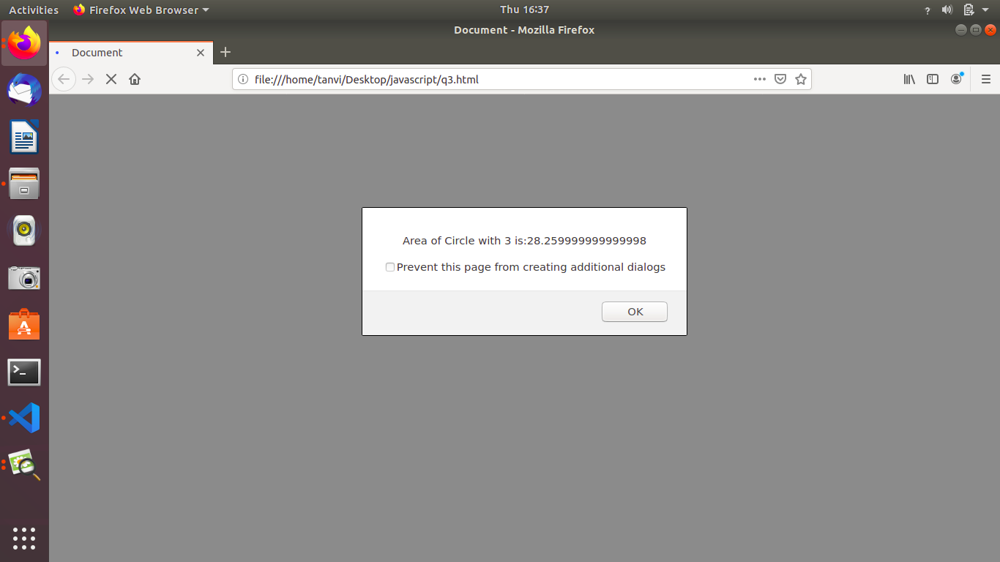 Activities Firefox Web Browser Thu 16:37 ?
Document - Mozilla Firefox
Document
file:///home/tanvi/Desktop/javascript/q3.html
Area of Circle with 3 is:28.259999999999998
Prevent this page from creating additional dialogs
OK